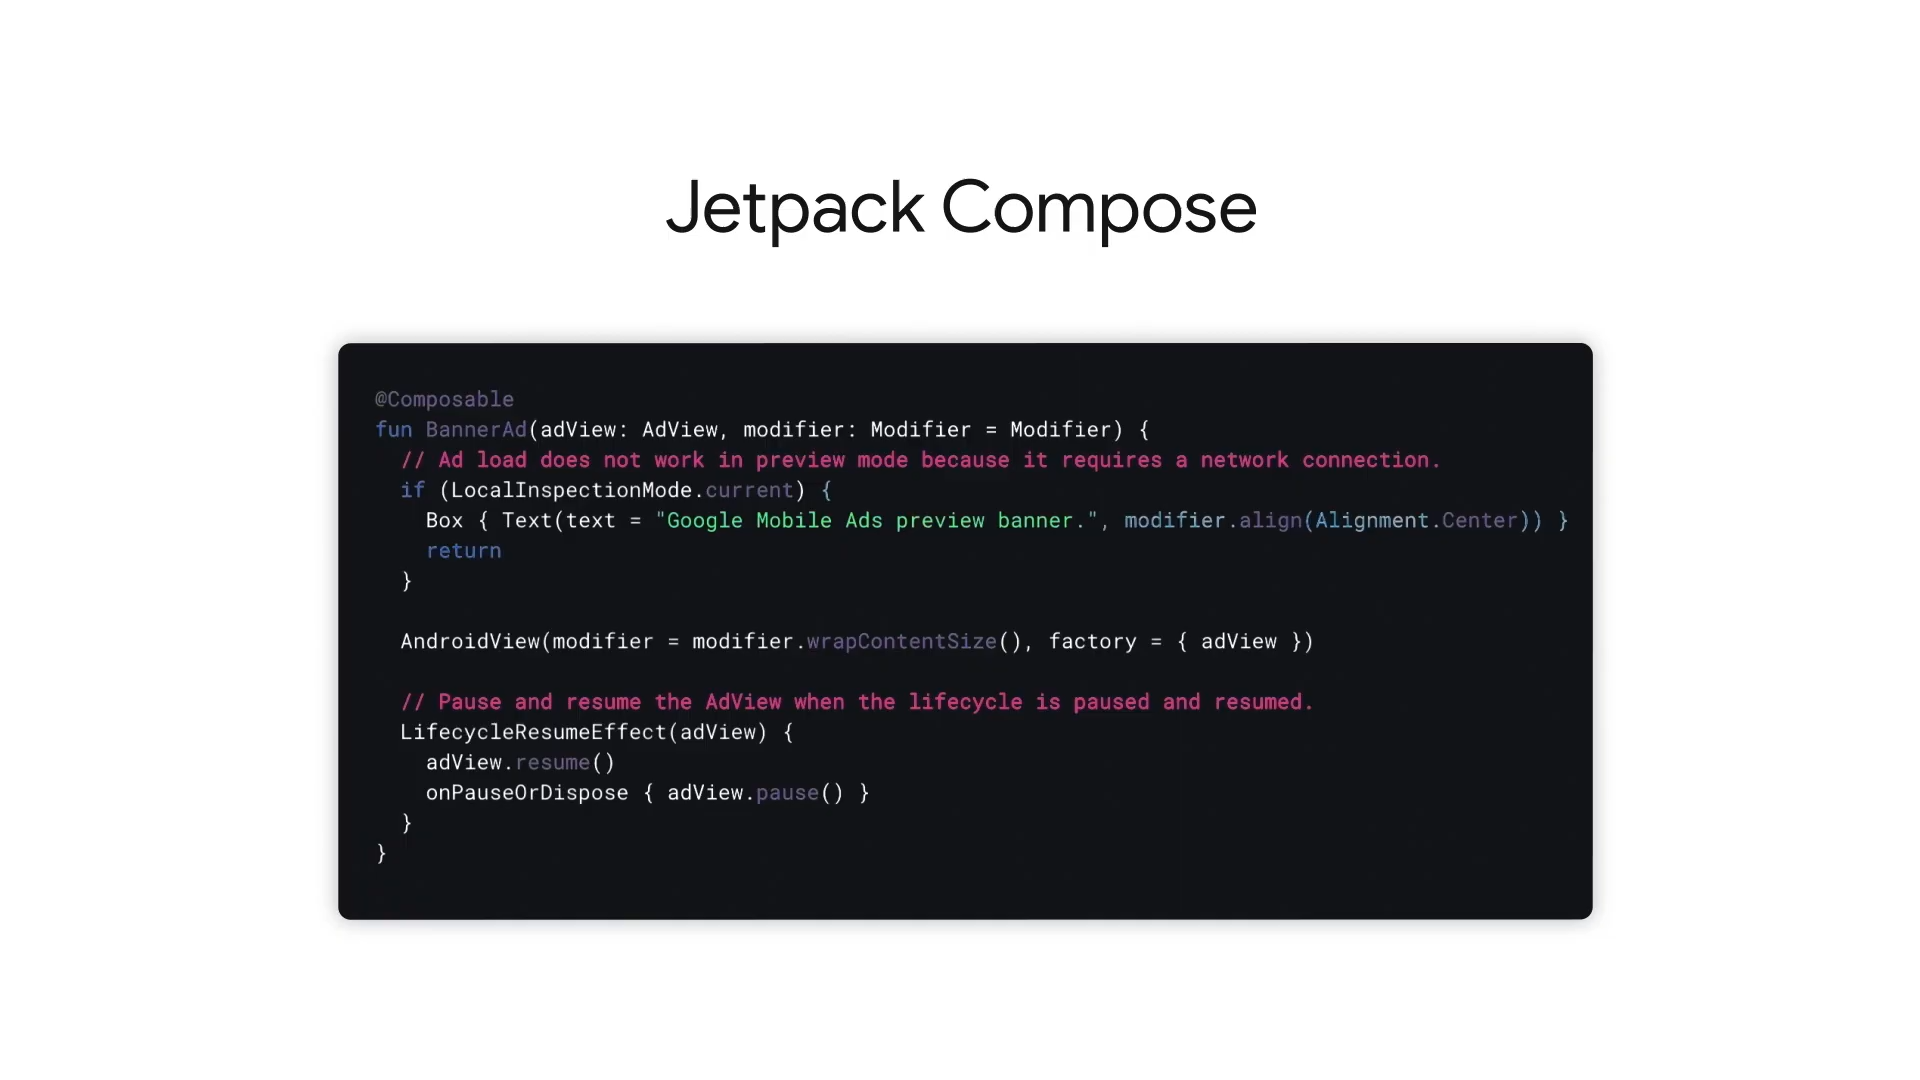 Jetpack Compose
@Composable
fun BannerAd(adView: AdView, modifier: Modifier = Modifier) {
  // Ad load does not work in preview mode because it requires a network connection.
  if (LocalInspectionMode.current) {
    Box { Text(text = "Google Mobile Ads preview banner.", modifier.align(Alignment.Center)) }
    return
  }
  AndroidView(modifier = modifier.wrapContentSize(), factory = { adView })
  // Pause and resume the AdView when the lifecycle is paused and resumed.
  LifecycleResumeEffect(adView) {
    adView.resume()
    onPauseOrDispose { adView.pause() }
  }
}